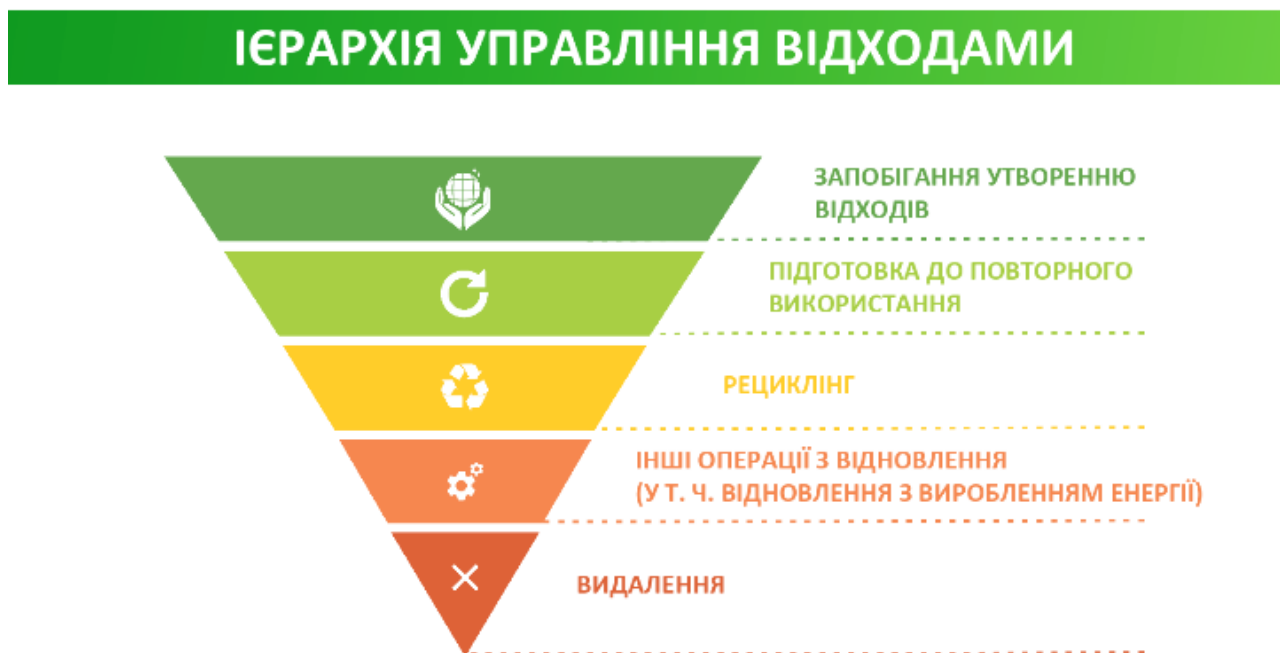 ІЄРАРХІЯ УПРАВЛІННЯ ВІДХОДАМИ
ЗАПОБІГАННЯ УТВОРЕННЮ
ВІДХОДІВ
ПІДГОТОВКА ДО ПОВТОРНОГО
ВИКОРИСТАННЯ
РЕЦИКЛІНГ
ІНШІ ОПЕРАЦІЇ З ВІДНОВЛЕННЯ
(У Т. Ч. ВІДНОВЛЕННЯ З ВИРОБЛЕННЯМ ЕНЕРГІЇ)
ВИДАЛЕННЯ